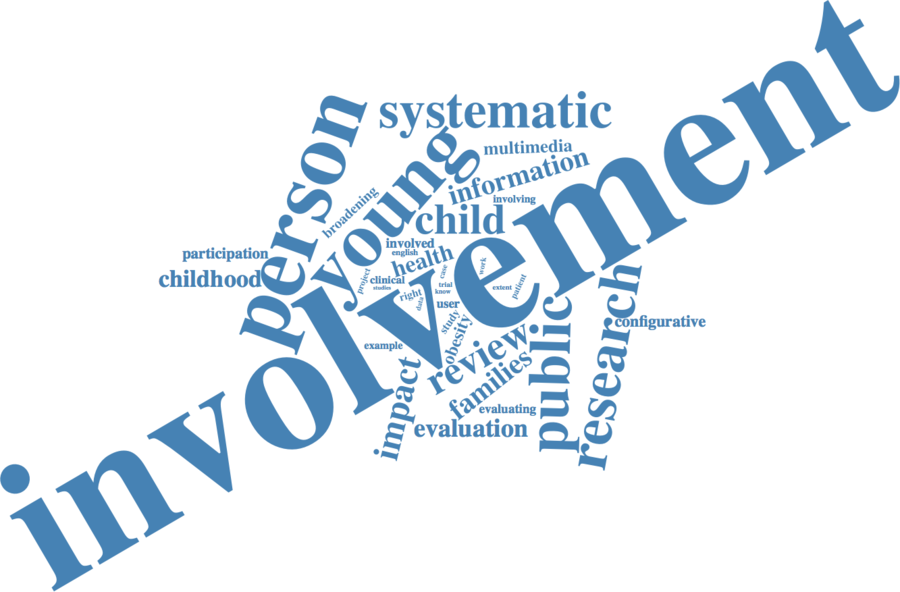 systematic
person
multimedia
young
information
broadening
involving
child
involved
participation
english
health
childhood
project
clinical
studies
case
work
trial
know
extent
patient
right
data
user
involvement
study
obesity
configurative
example
review
public
research
impact
families
evaluating
evaluation